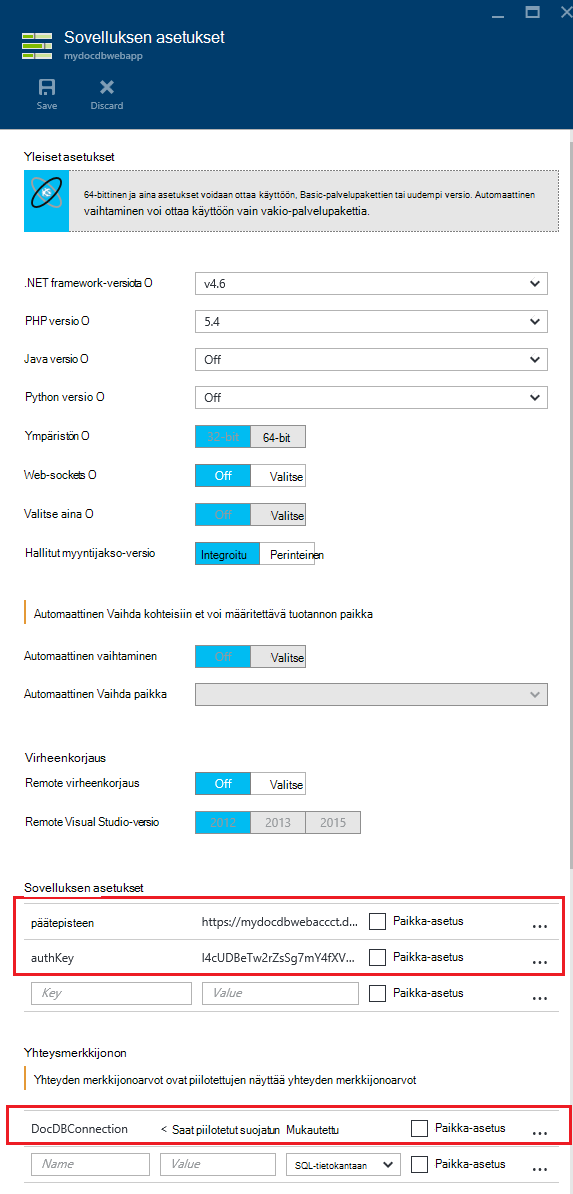 Sovelluksen asetukset
mydocdbwebapp
Save Discard
Yleiset asetukset
64-bittinen ja aina asetukset voidaan ottaa käyttöön, Basic-palvelupakettien tai uudempi versio. Automaattinen
vaihtaminen voi ottaa käyttöön vain vakio-palvelupakettia.
.NET framework-versiota O v4.6
PHP versio O 5.4
Java versio O Off
Python versio O Off
Ympäristön O 32-bit 64-bit
Web-sockets O Off Valitse
Valitse aina O Off Valitse
Hallitut myyntijakso-versio Integroitu Perinteinen
Automaattinen Vaihda kohteisiin et voi määritettävä tuotannon paikka
Automaattinen vaihtaminen Off Valitse
Automaattinen Vaihda paikka
Virheenkorjaus
Remote virheenkorjaus Off Valitse
Remote Visual Studio-versio 2012 2013 2015
Sovelluksen asetukset
päätepisteen https://mydocdbwebaccct.d... Paikka-asetus ...
authKey I4cUDBeTw2rZsSg7mY4fXV... Paikka-asetus ...
Key Value Paikka-asetus ...
Yhteysmerkkijonon
Yhteyden merkkijonoarvot ovat piilotettujen näyttää yhteyden merkkijonoarvot
DocDBConnection < Saat piilotetut suojatun Mukautettu Paikka-asetus ...
Name Value SQL-tietokantaan Paikka-asetus ...